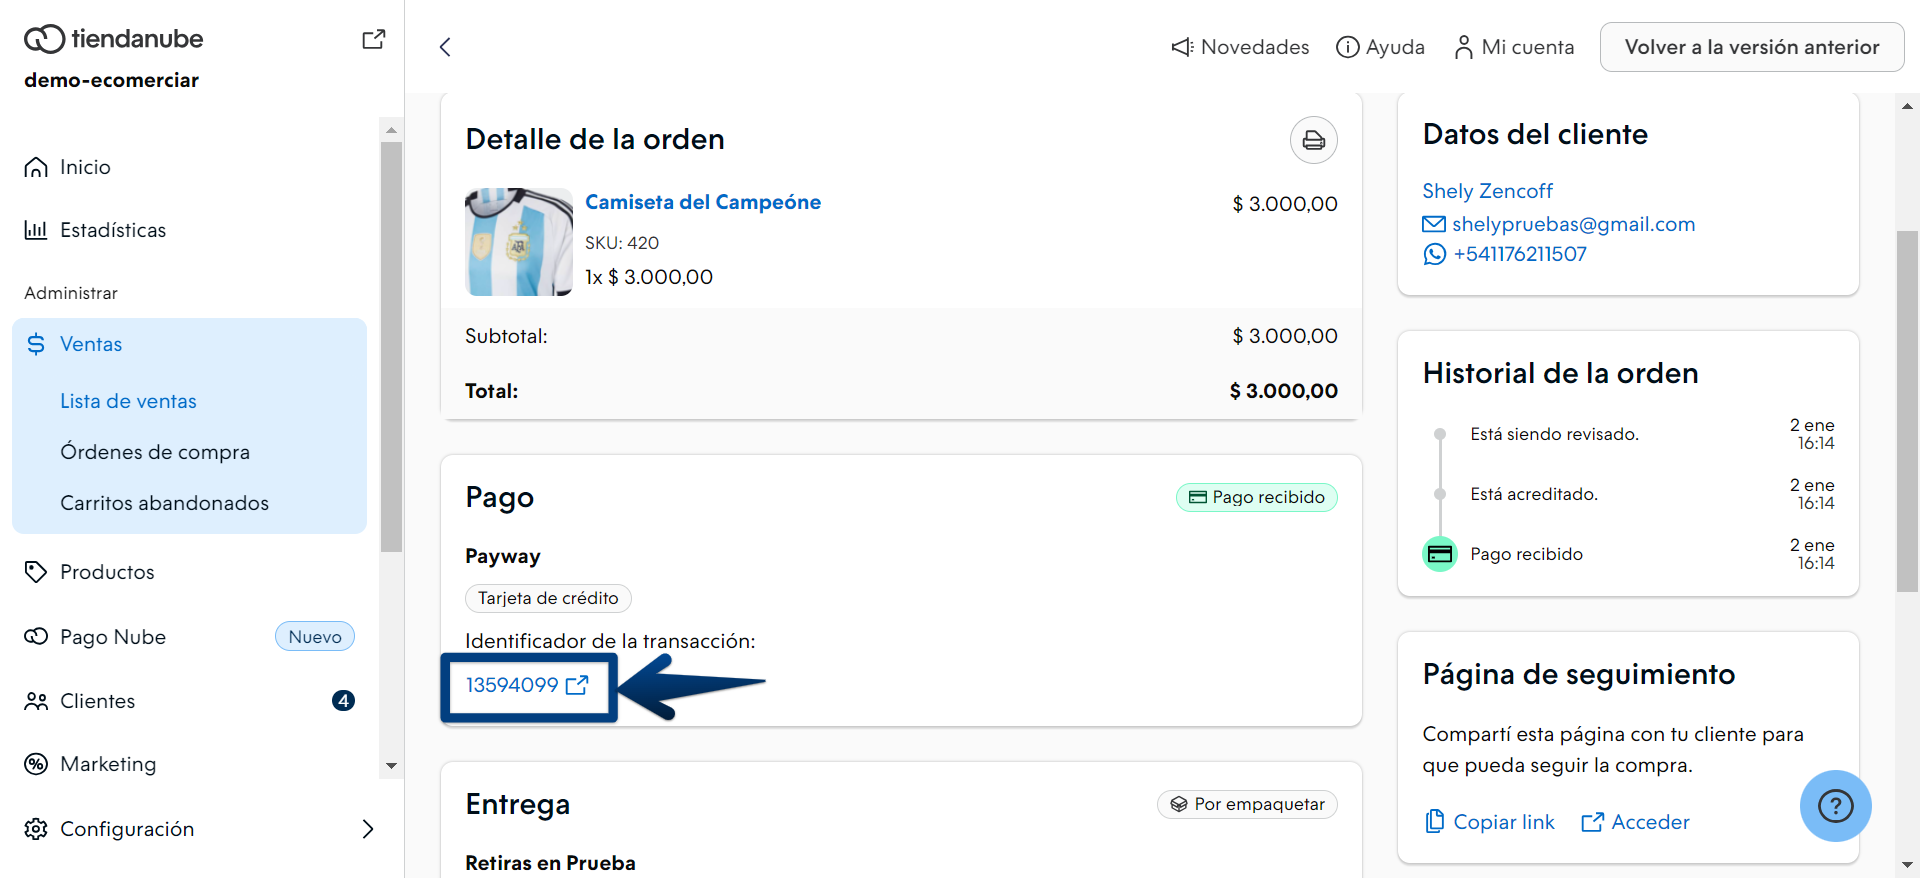 tiendanube
demo-ecomerciar
Inicio
Estadísticas
Administrar
Ventas
Lista de ventas
Órdenes de compra
Carritos abandonados
Productos
Pago Nube
Nuevo
Clientes
4
Marketing
Configuración
Novedades
Ayuda
Mi cuenta
Volver a la versión anterior
Detalle de la orden
Camiseta del Campeóne
$ 3.000,00
SKU: 420
1x $ 3.000,00
Subtotal:
$ 3.000,00
Total:
$ 3.000,00
Pago
Pago recibido
Payway
Tarjeta de crédito
Identificador de la transacción:
13594099
Entrega
Por empaquetar
Retiras en Prueba
Datos del cliente
Shely Zencoff
shelypruebas@gmail.com
+541176211507
Historial de la orden
Está siendo revisado.
2 ene
16:14
Está acreditado.
2 ene
16:14
Pago recibido
2 ene
16:14
Página de seguimiento
Compartí esta página con tu cliente para
que pueda seguir la compra.
Copiar link
Acceder